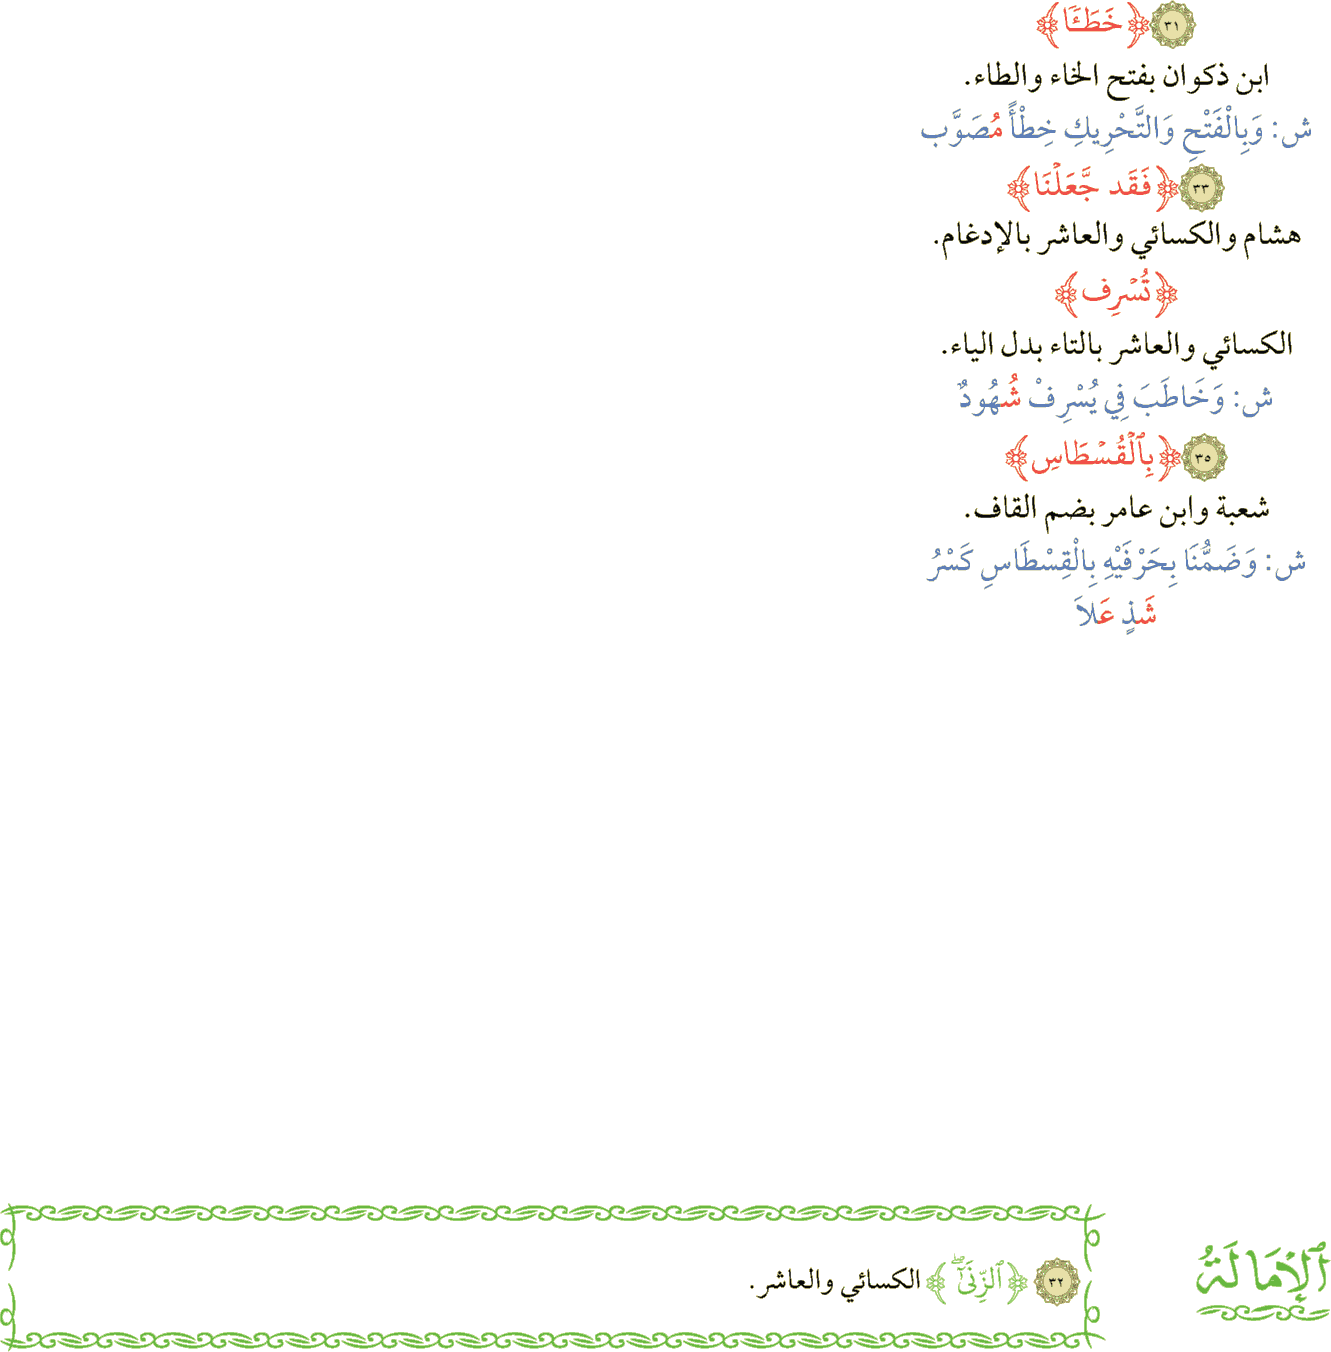 ٣١ ﴿خَطَـًٔا﴾
ابن ذكوان بفتح الخاء والطاء.
ش: وَبِالْفَتْحِ وَالتَّحْرِيكِ خِطْأً مُصَوَّب
٣٣ ﴿فَقَد جَّعَلْنَا﴾
هشام والكسائي والعاشر بالإدغام.
﴿تُسْرِف﴾
الكسائي والعاشر بالتاء بدل الياء.
ش: وَخَاطَبَ فِي يُسْرِفْ شُهُودٌ
٣٥ ﴿بِٱلْقُسْطَاسِ﴾
شعبة وابن عامر بضم القاف.
ش: وَضَمُّنَا بِحَرْفَيْهِ بِالْقِسْطَاسِ كَسْرُ
شَذٍ عَلاَ
ٱلْإِمَالَةُ
٣٢ ﴿ٱلزِّنَىٰٓۖ﴾ الكسائي والعاشر.